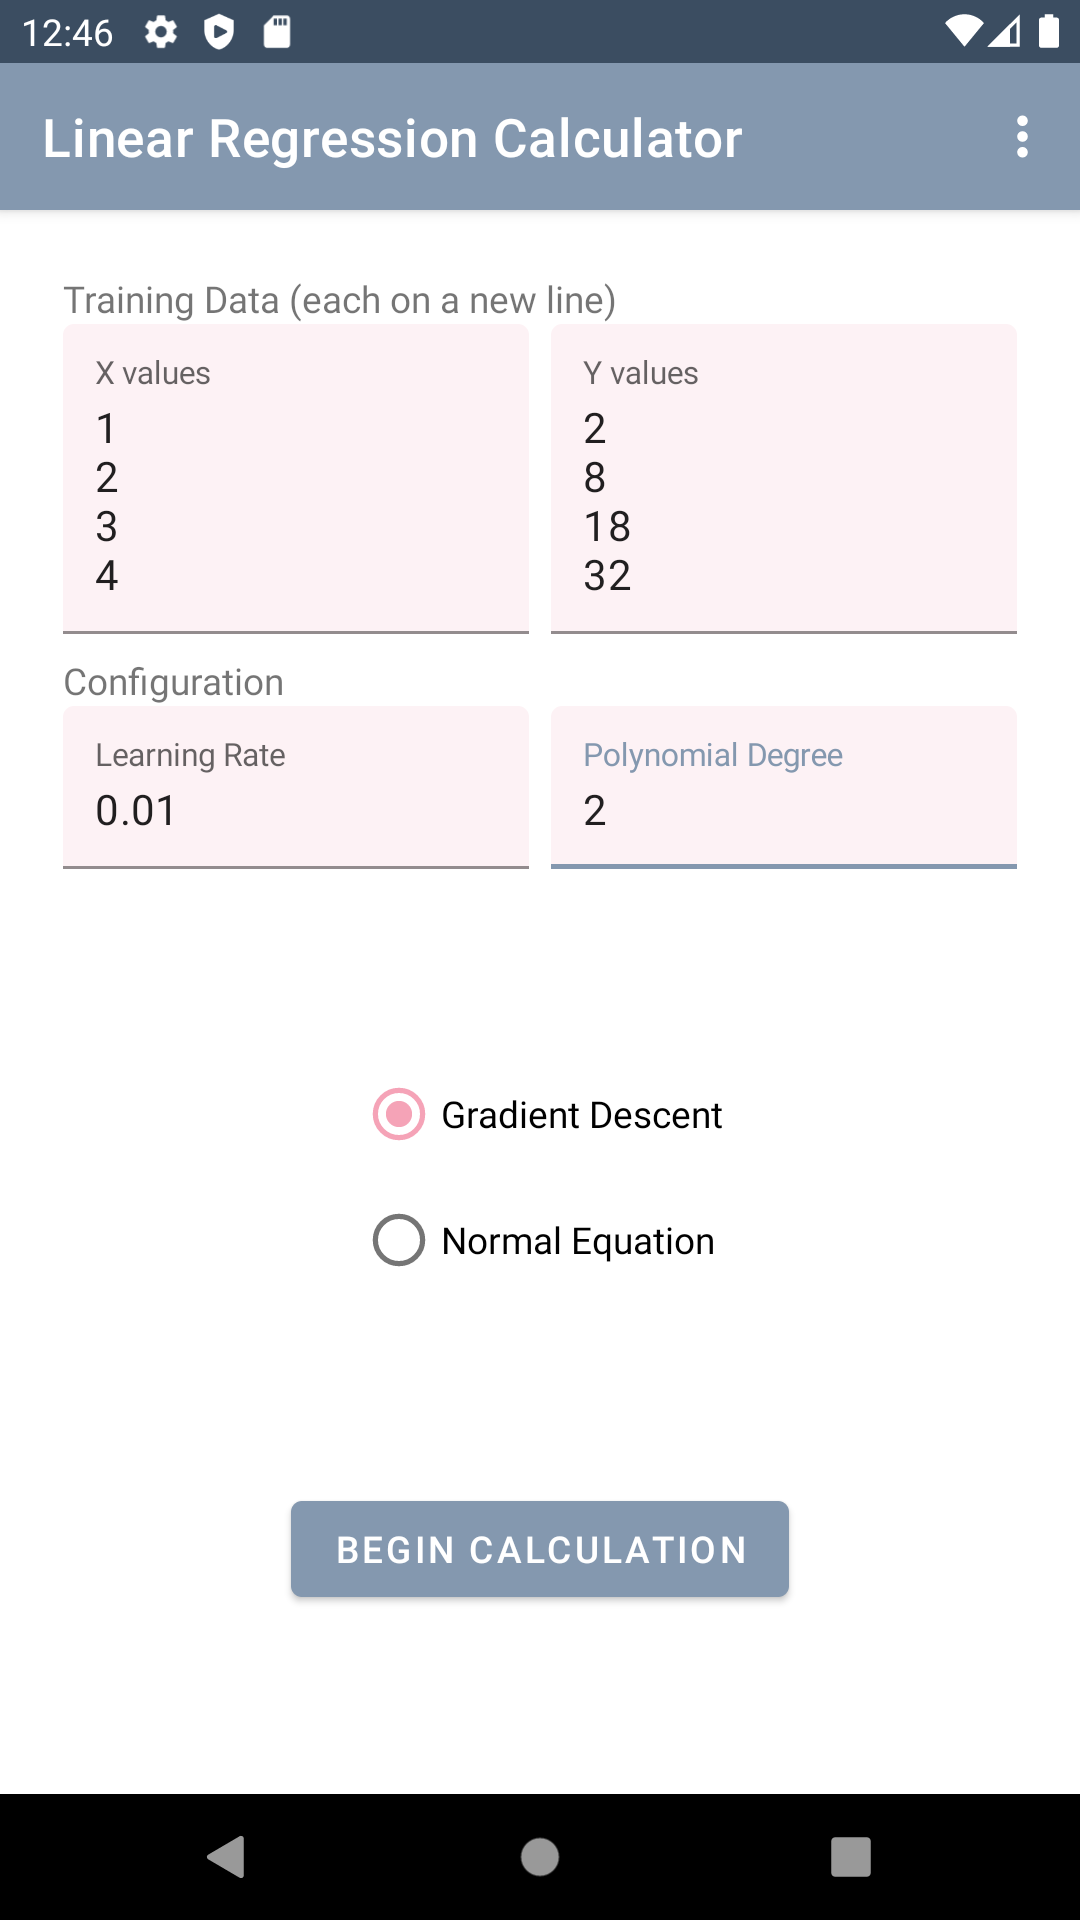 12:46
Linear Regression Calculator
Training Data (each on a new line)
X values
1
2
3
4
Y values
2
8
18
32
Configuration
Learning Rate
0.01
Polynomial Degree
2
Gradient Descent
Normal Equation
BEGIN CALCULATION